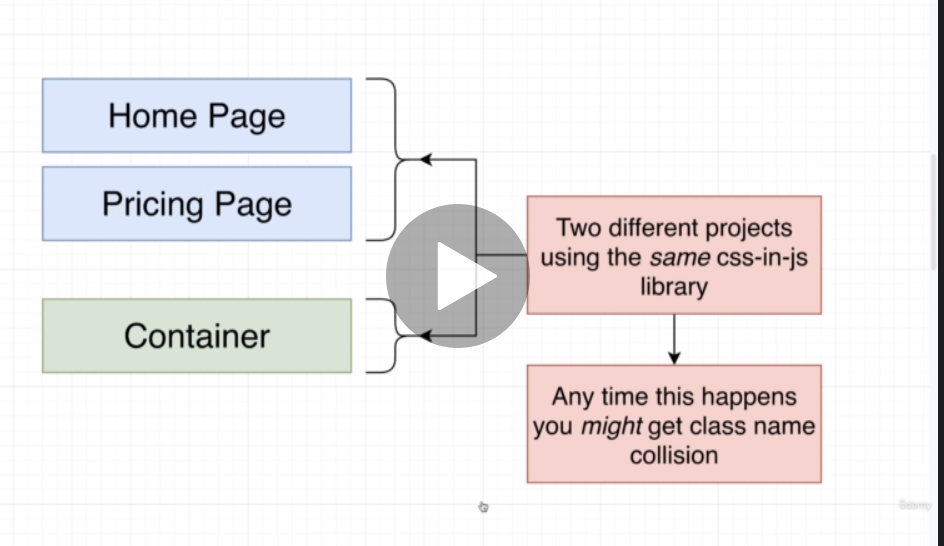 Home Page
Pricing Page
Container
Two different projects
using the same css-in-js
library
Any time this happens
you might get class name
collision
Udemy